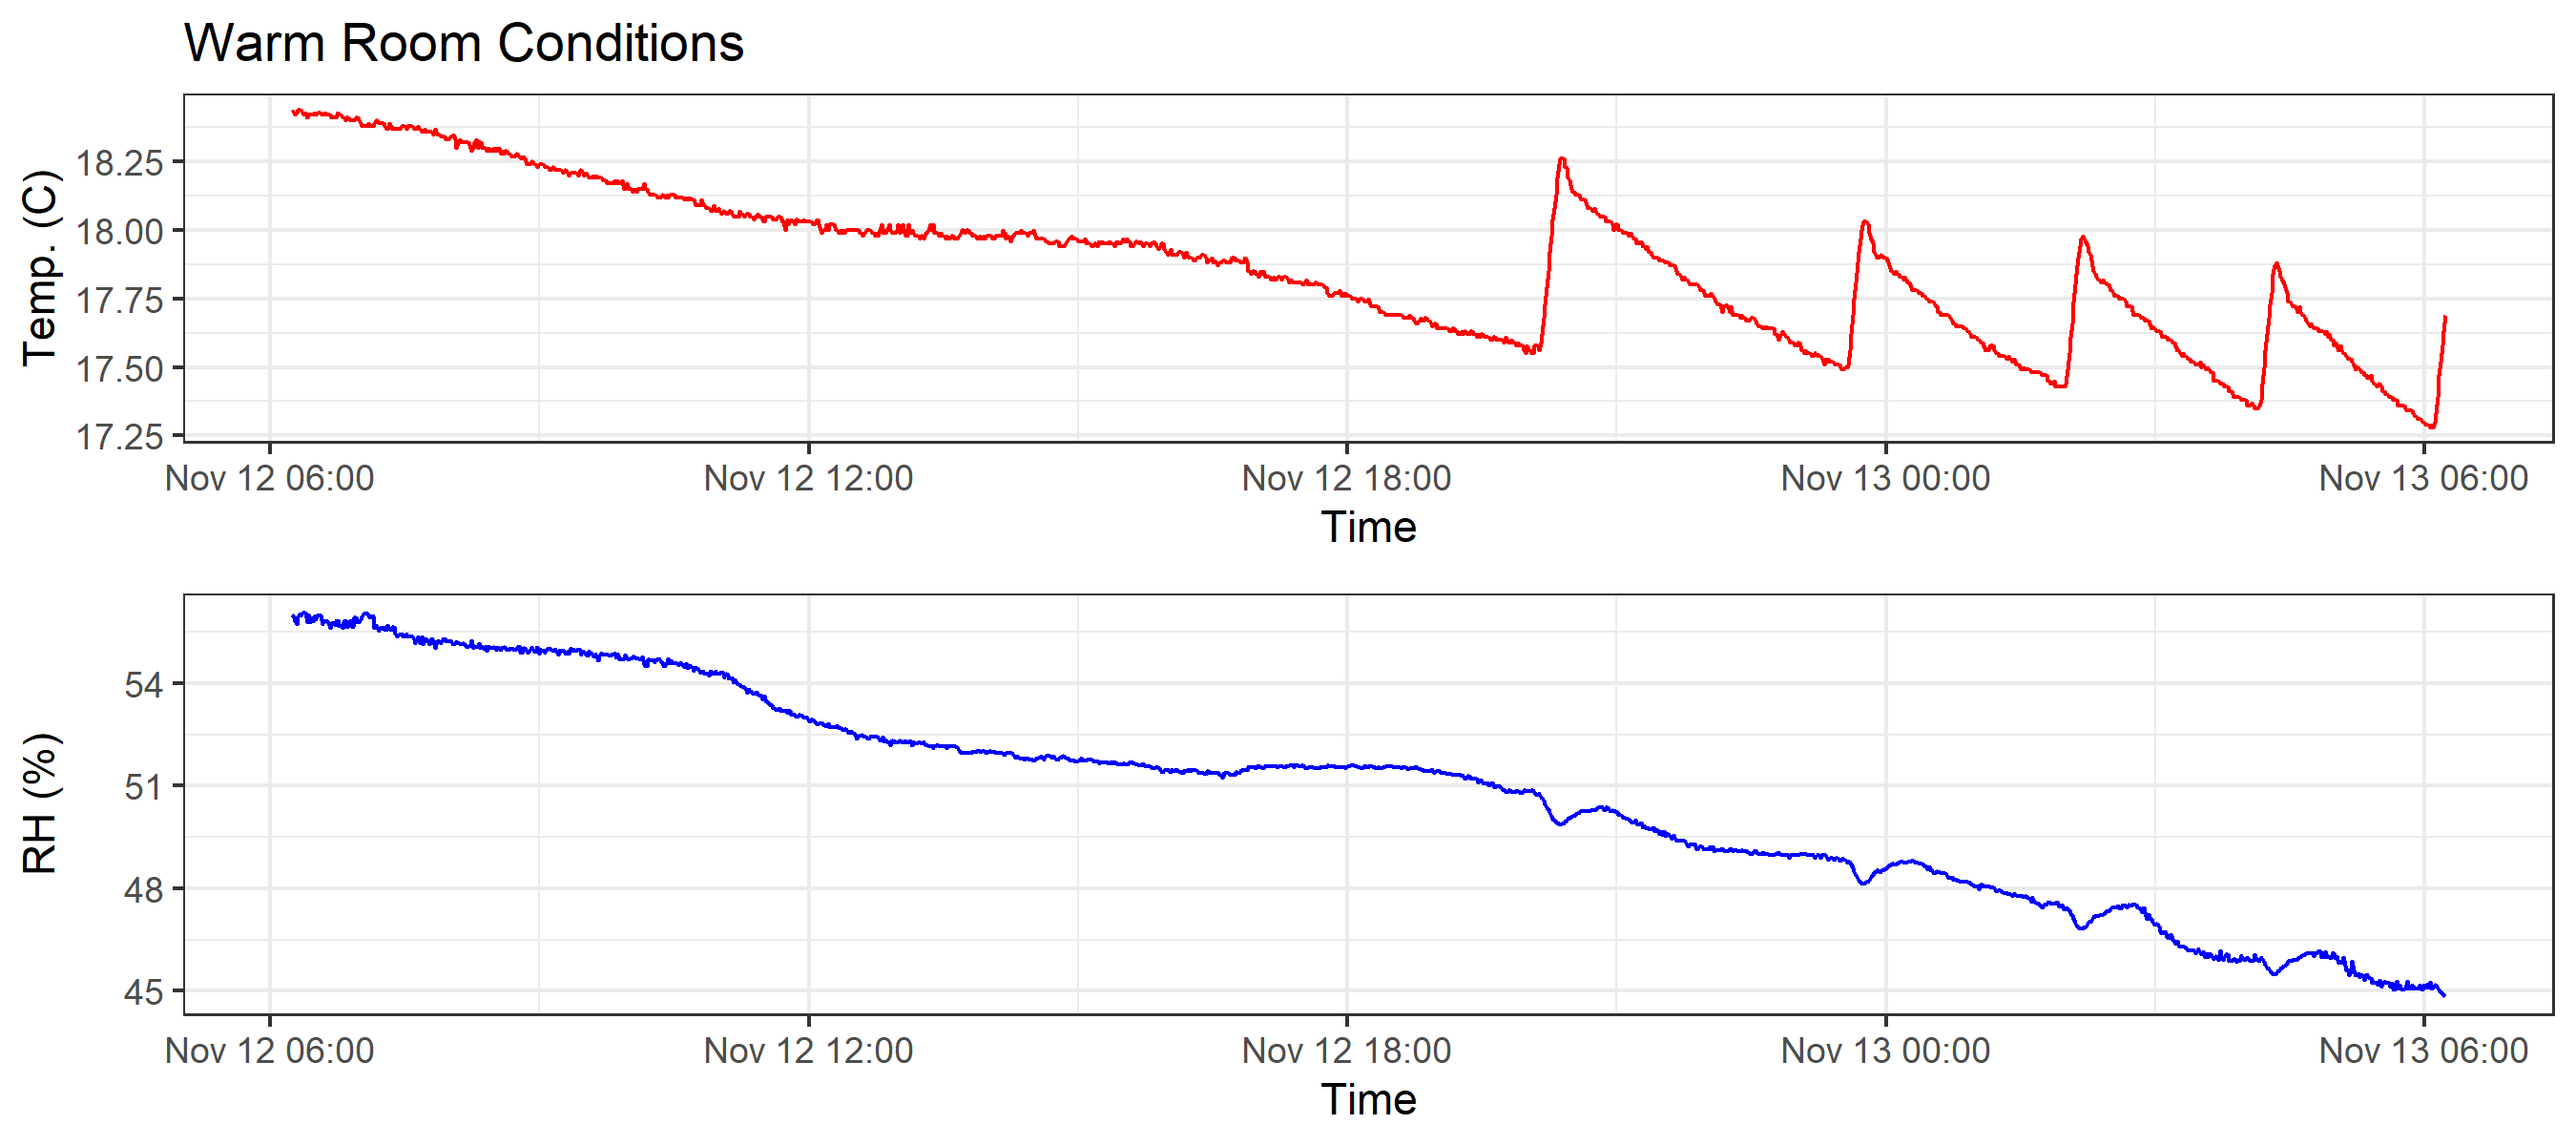 Warm Room Conditions
Temp. (C)
18.25
18.00
17.75
17.50
17.25
Nov 12 06:00 Nov 12 12:00 Nov 12 18:00 Nov 13 00:00 Nov 13 06:00
Time
RH (%)
54
51
48
45
Nov 12 06:00 Nov 12 12:00 Nov 12 18:00 Nov 13 00:00 Nov 13 06:00
Time